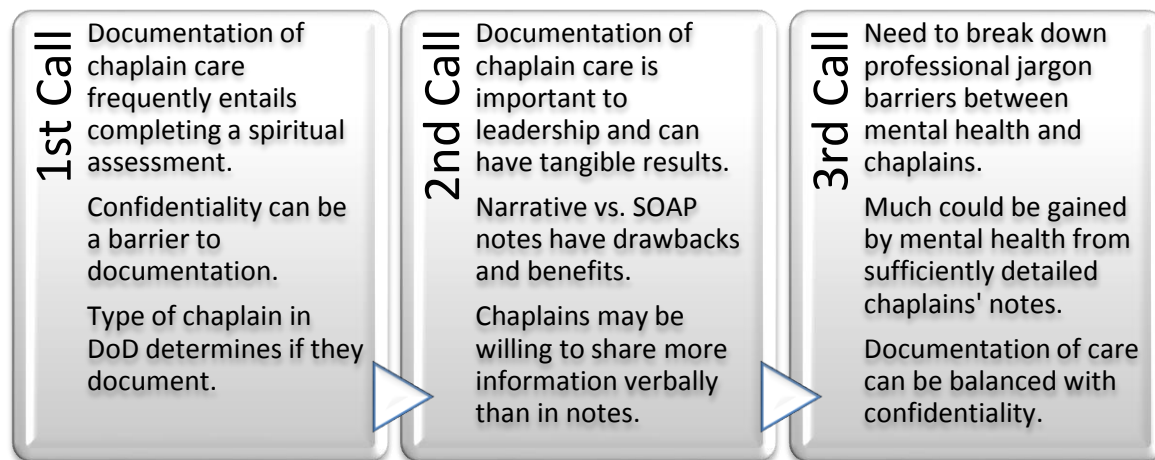 1st Call
Documentation of
chaplain care
frequently entails
completing a spiritual
assessment.
Confidentiality can be
a barrier to
documentation.
Type of chaplain in
DoD determines if they
document.
2nd Call
Documentation of
chaplain care is
important to
leadership and can
have tangible results.
Narrative vs. SOAP
notes have drawbacks
and benefits.
Chaplains may be
willing to share more
information verbally
than in notes.
3rd Call
Need to break down
professional jargon
barriers between
mental health and
chaplains.
Much could be gained
by mental health from
sufficiently detailed
chaplains' notes.
Documentation of care
can be balanced with
confidentiality.